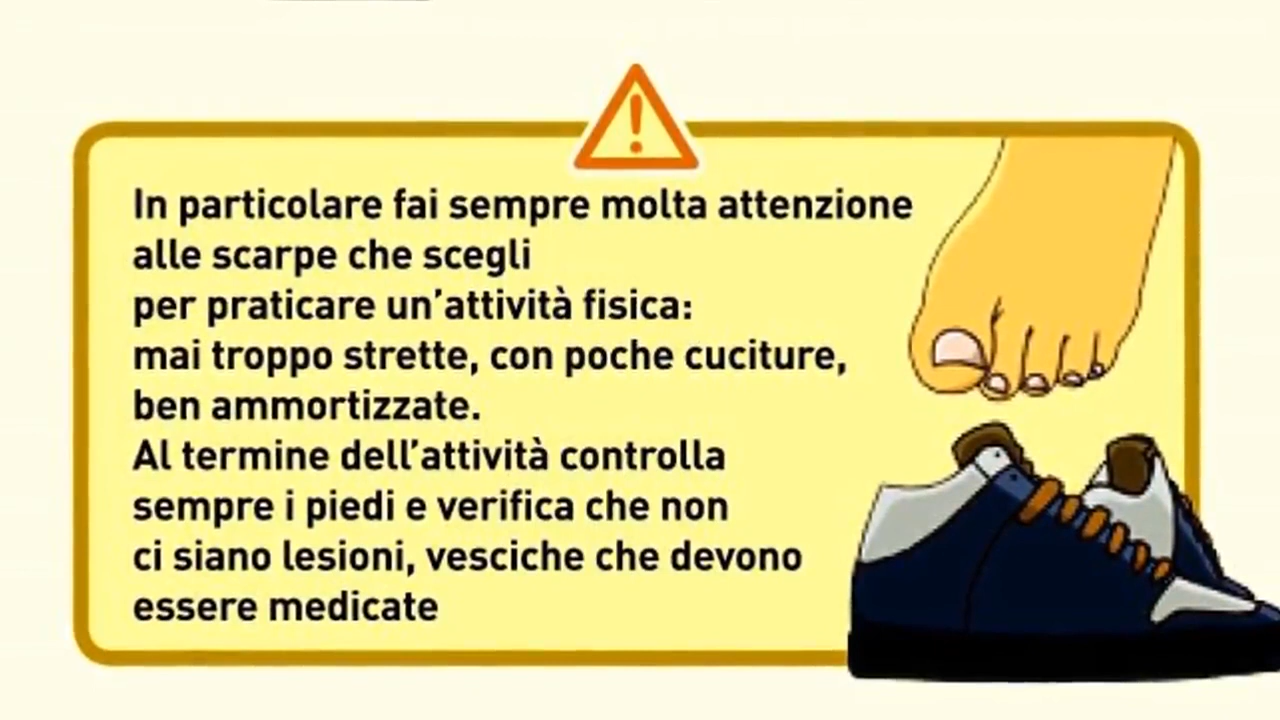 In particolare fai sempre molta attenzione
alle scarpe che scegli
per praticare un'attività fisica:
mai troppo strette, con poche cuciture,
ben ammortizzate.
Al termine dell'attività controlla
sempre i piedi e verifica che non
ci siano lesioni, vesciche che devono
essere medicate